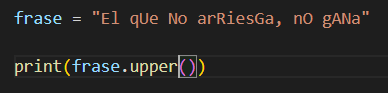 frase = "El qUe No arRiesGa, nO gANa"
print(frase.upper())